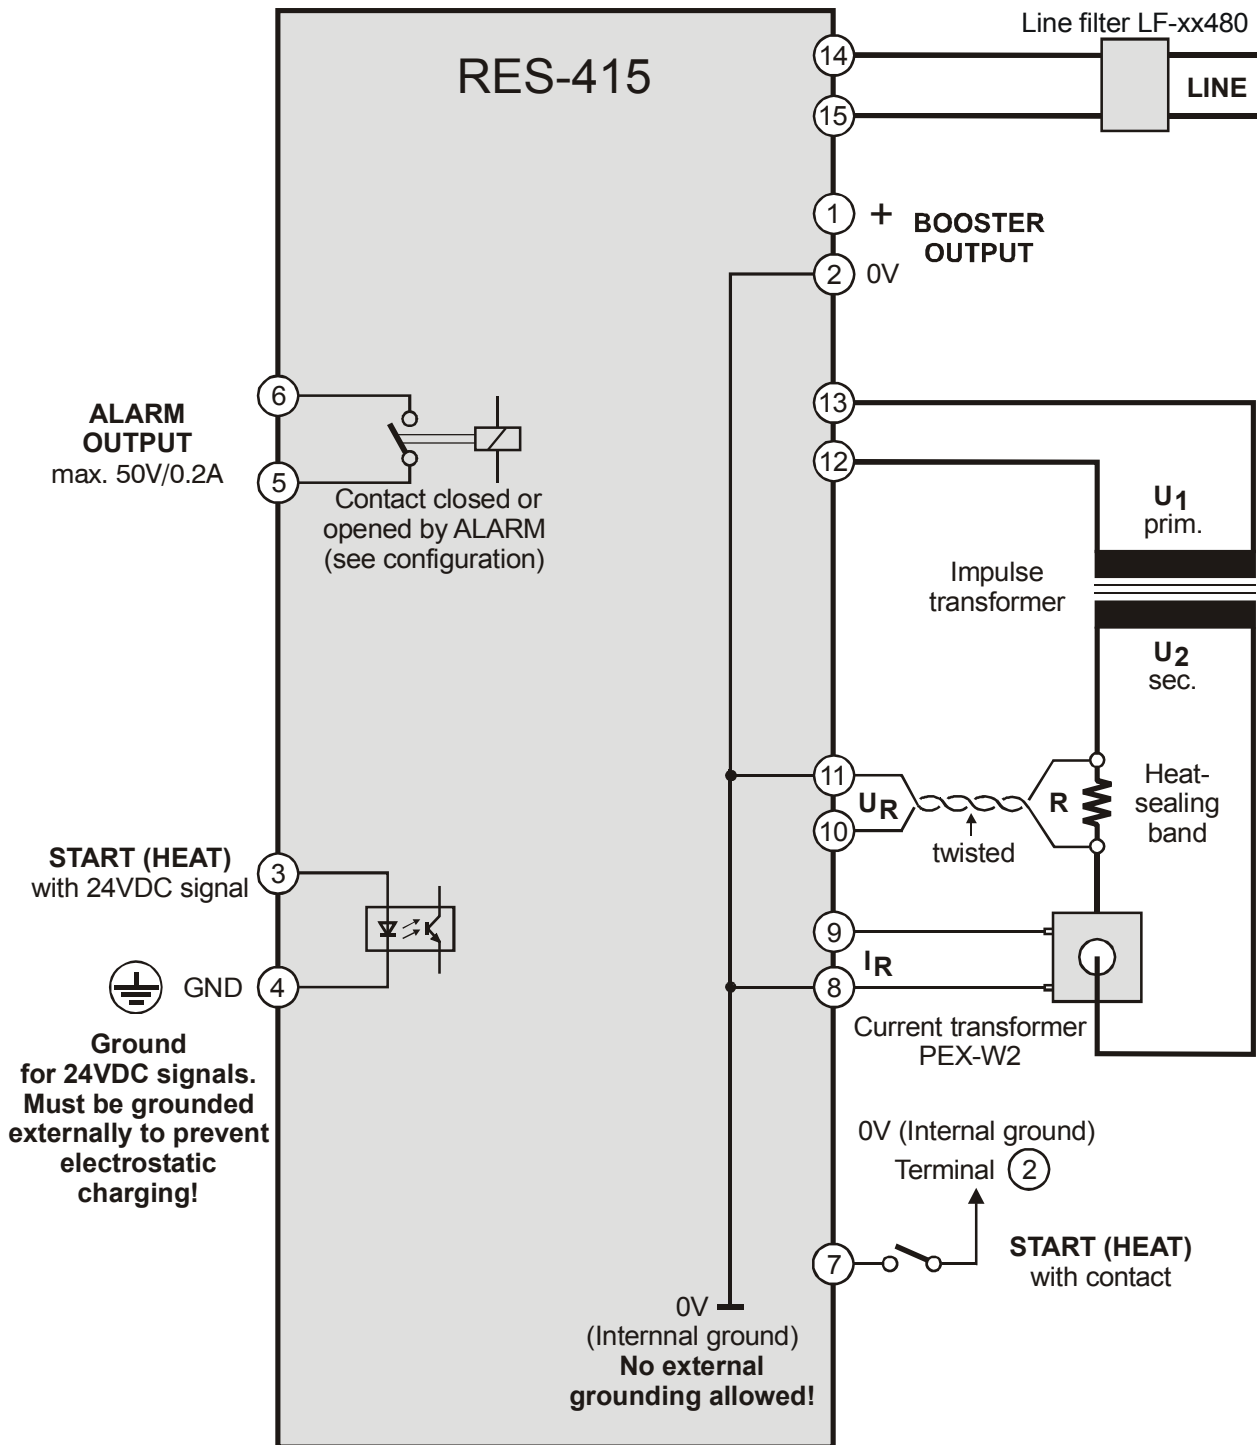 RES-415
Line filter LF-xx480
LINE
14
15
1
+
BOOSTER
OUTPUT
2
0V
6
ALARM
OUTPUT
max. 50V/0.2A
5
Contact closed or
opened by ALARM
(see configuration)
13
12
U1
prim.
Impulse
transformer
U2
sec.
11
UR
10
twisted
R
Heat-
sealing
band
START (HEAT)
with 24VDC signal
3
GND
4
Ground
for 24VDC signals.
Must be grounded
externally to prevent
electrostatic
charging!
9
IR
8
Current transformer
PEX-W2
0V (Internal ground)
Terminal 2
7
START (HEAT)
with contact
0V
(Internnal ground)
No external
grounding allowed!